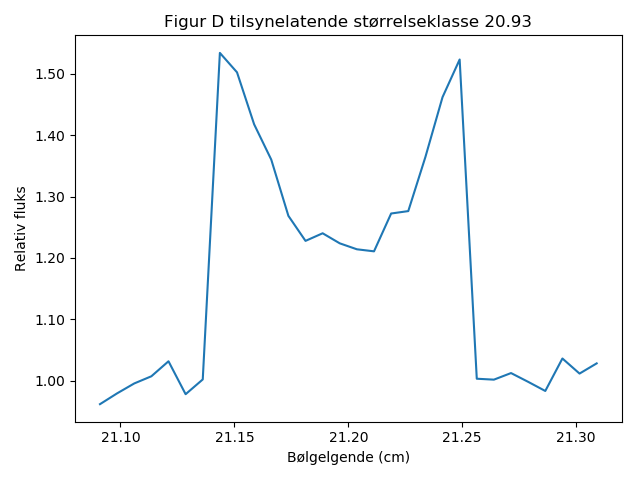 Figur D tilsynelatende størrelseklasse 20.93
1.50
1.40
1.30
1.20
1.10
1.00
Relativ fluks
21.10 21.15 21.20 21.25 21.30
Bølgelgende (cm)